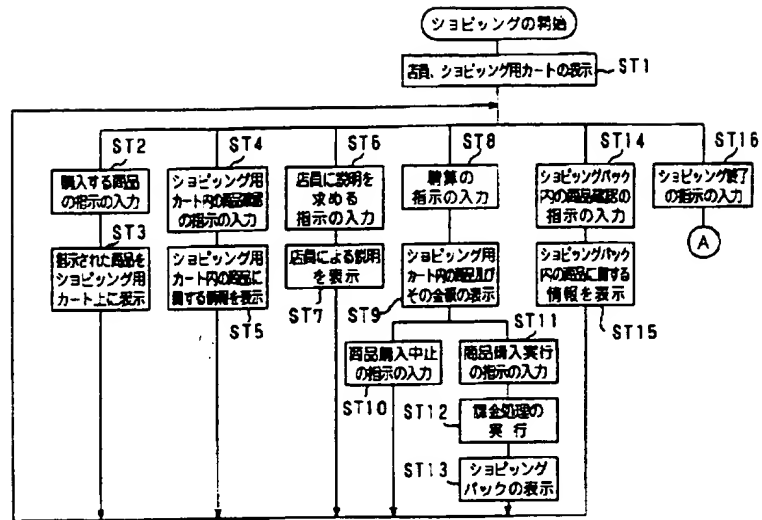 ショピングの開始
店員、ショピング用カートの表示
ST1
ST2
購入する商品
の指示の入力
ST3
指示された商品を
ショピング用
カート上に表示
ST4
ショピング用
カート内の商品確認
の指示の入力
ショピング用
カート内の商品に
関する情報を表示
ST5
ST6
店員に説明を
求める
指示の入力
店員による説明
を表示
ST7
ST8
精算の
指示の入力
ショピング用
カート内の商品及び
その金額の表示
ST9
商品購入中止
の指示の入力
ST10
ST11
商品購入実行
の指示の入力
ST12
課金処理の
実 行
ST13
ショピング
パックの表示
ST14
ショピングパック
内の商品確認の
指示の入力
ショピングパック
内の商品に関する
情報を表示
ST15
ST16
ショピング終了
の指示の入力
A